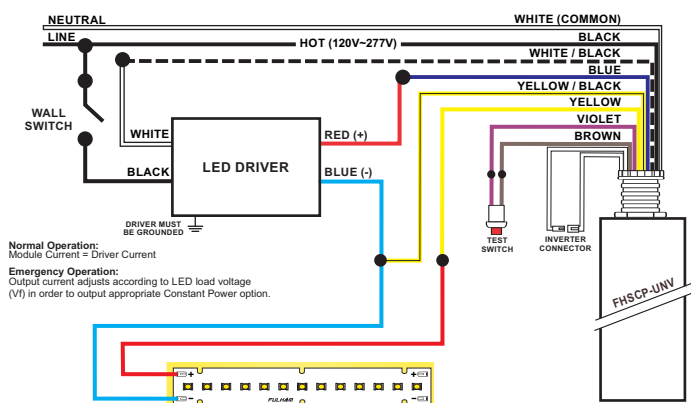 NEUTRAL
WHITE (COMMON)
LINE
BLACK
HOT (120V~277V)
WHITE / BLACK
BLUE
YELLOW / BLACK
YELLOW
VIOLET
BROWN
WALL
SWITCH
WHITE
RED (+)
LED DRIVER
BLACK
BLUE (-)
DRIVER MUST
BE GROUNDED
TEST
SWITCH
INVERTER
CONNECTOR
Normal Operation:
Module Current = Driver Current
Emergency Operation:
Output current adjusts according to LED load voltage
(Vf) in order to output appropriate Constant Power option.
FHSCP-UNV
+
+
-
-
FULHAM